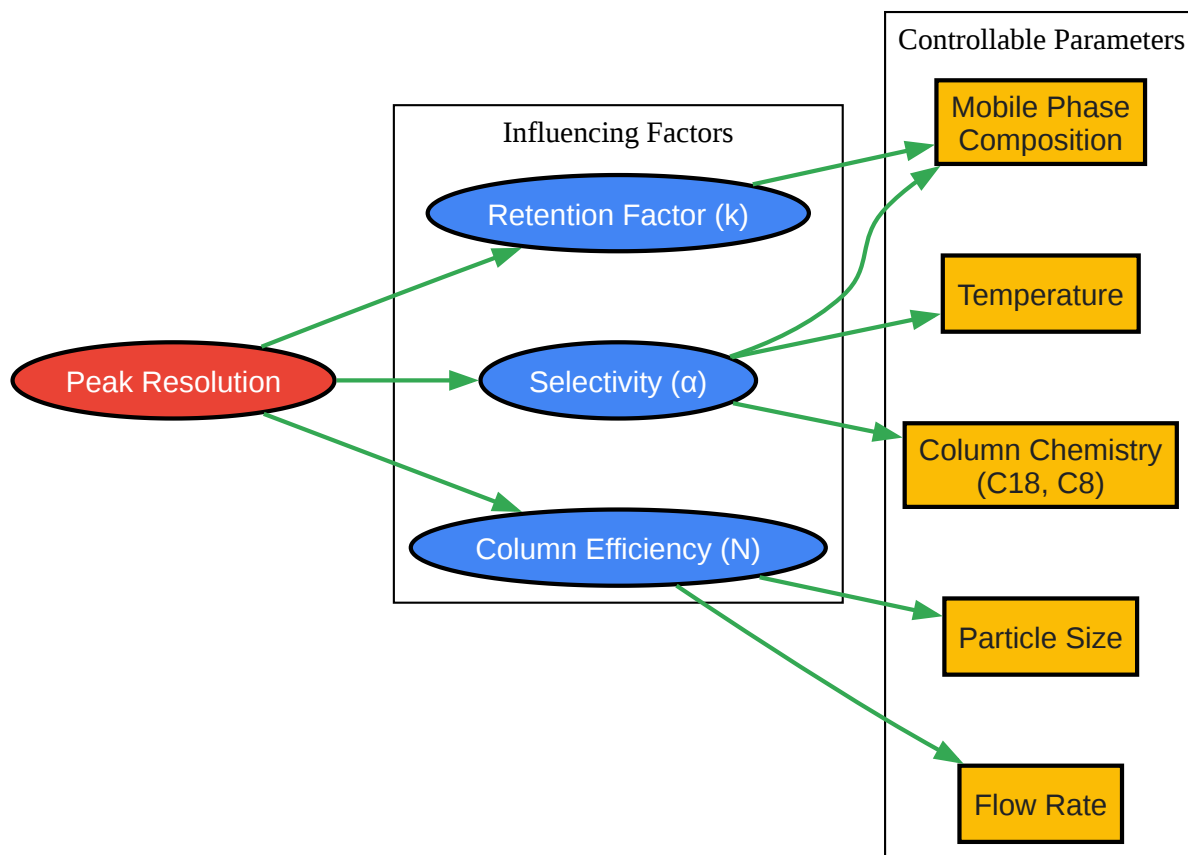 Controllable Parameters
Influencing Factors
Mobile Phase
Composition
Retention Factor (k)
Temperature
Peak Resolution
Selectivity (α)
Column Chemistry
(C18, C8)
Column Efficiency (N)
Particle Size
Flow Rate